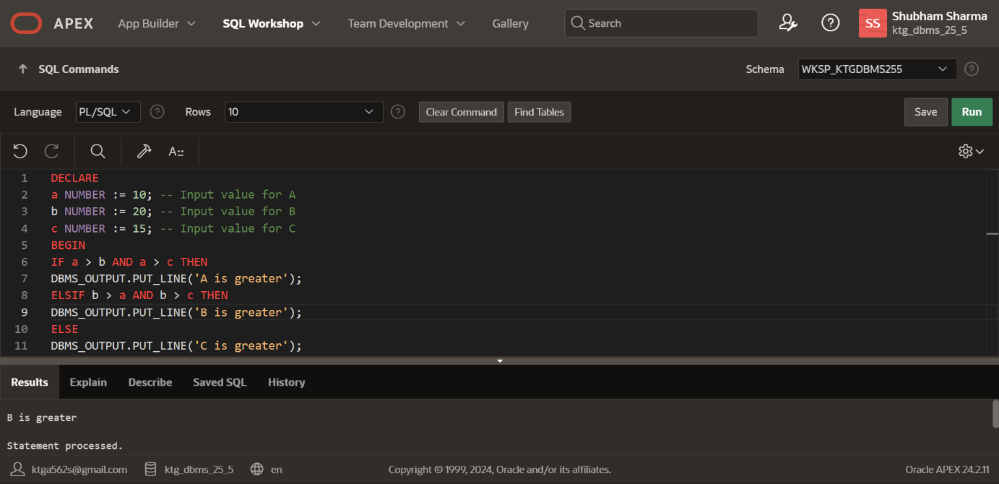 APEX App Builder SQL Workshop Team Development Gallery Search SS Shubham Sharma
ktg_dbms_25_5
SQL Commands Schema WKSP_KTGDBMS255
Language PL/SQL Rows 10 Clear Command Find Tables Save Run
A::
1 DECLARE
2 a NUMBER := 10; -- Input value for A
3 b NUMBER := 20; -- Input value for B
4 c NUMBER := 15; -- Input value for C
5 BEGIN
6 IF a > b AND a > c THEN
7 DBMS_OUTPUT.PUT_LINE('A is greater');
8 ELSIF b > a AND b > c THEN
9 DBMS_OUTPUT.PUT_LINE('B is greater');
10 ELSE
11 DBMS_OUTPUT.PUT_LINE('C is greater');
Results Explain Describe Saved SQL History
B is greater
Statement processed.
ktga562s@gmail.com ktg_dbms_25_5 en Copyright © 1999, 2024, Oracle and/or its affiliates. Oracle APEX 24.2.11